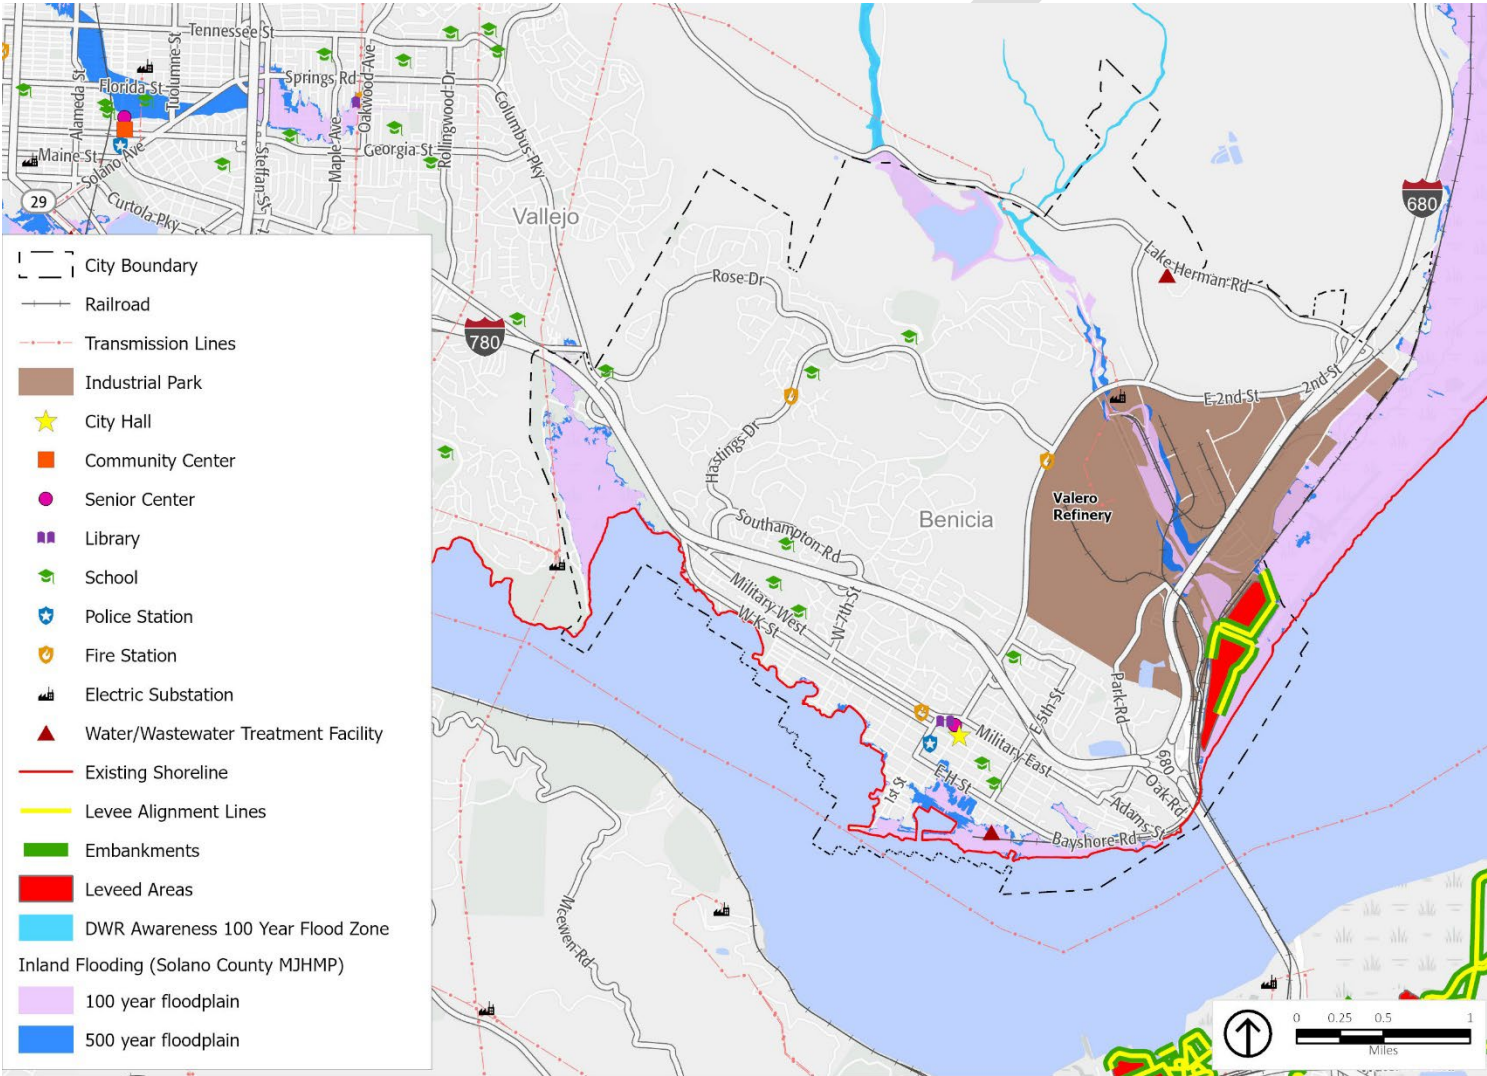 Tennessee St
Springs Rd
Florida St
Alameda St
Tuolumne St
Oakwood Ave
Rollingwood Dr
Columbus Pky
Maple Ave
Georgia St
Maine St
Solano Ave
Steffan St
Curtola Pky
29
Vallejo
680
Lake Herman Rd
Rose Dr
780
E 2nd St
2nd St
Hastings Dr
Valero
Refinery
Benicia
Southampton Rd
Military West
W K St
W 7th St
Park Rd
E 5th St
Military East
E H St
1st St
680
Oak Rd
Adams St
Bayshore Rd
Mcewen Rd
City Boundary
Railroad
Transmission Lines
Industrial Park
City Hall
Community Center
Senior Center
Library
School
Police Station
Fire Station
Electric Substation
Water/Wastewater Treatment Facility
Existing Shoreline
Levee Alignment Lines
Embankments
Leveed Areas
DWR Awareness 100 Year Flood Zone
Inland Flooding (Solano County MJHMP)
100 year floodplain
500 year floodplain
0 0.25 0.5 1
Miles